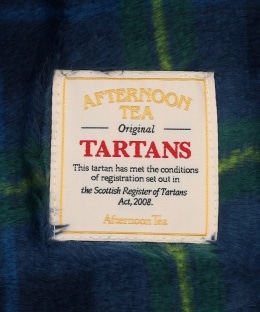 AFTERNOON
TEA
Original
TARTANS
This tartan has met the conditions
of registration set out in
the Scottish Register of Tartans
Act, 2008.
Afternoon Tea